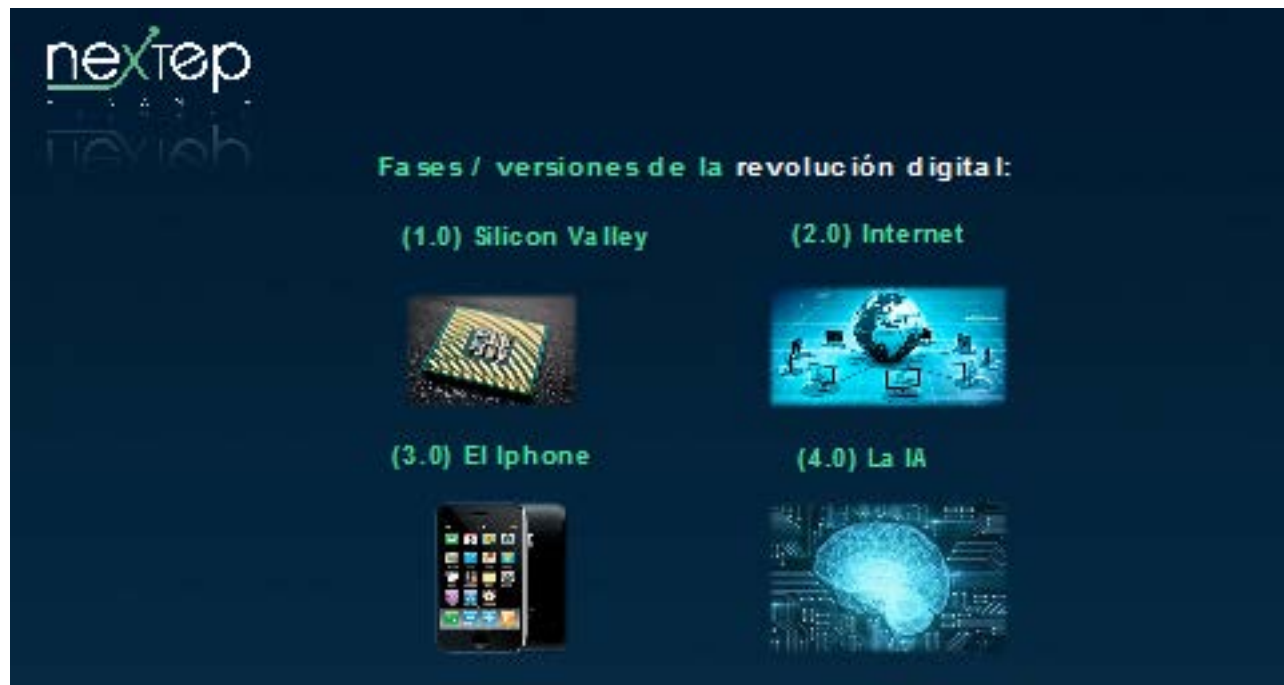 nexтep
Fases / versiones de la revolución digital:
(1.0) Silicon Valley
(2.0) Internet
(3.0) El Iphone
(4.0) La IA